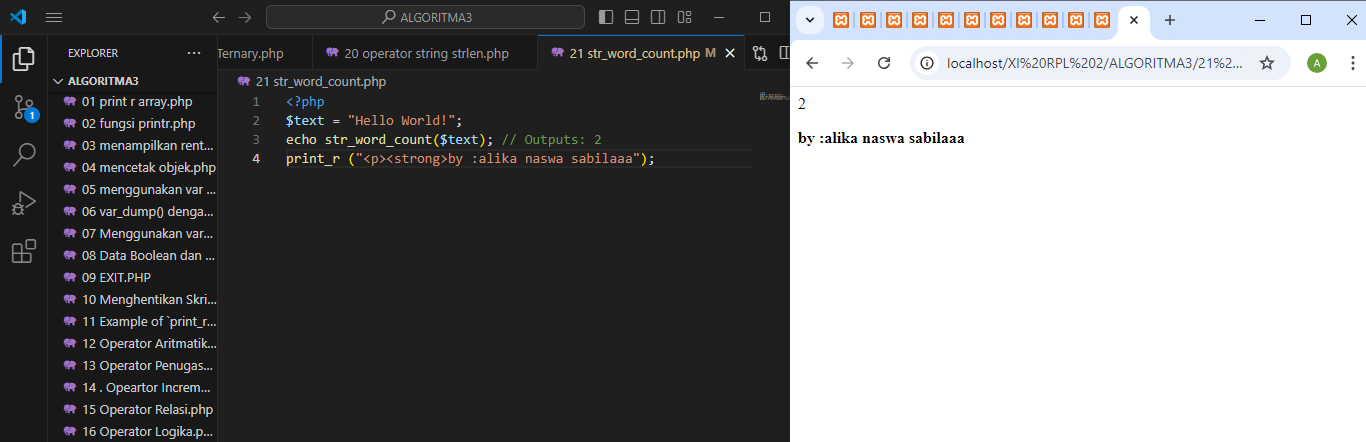 ALGORITMA3
EXPLORER ...
ALGORITMA3
01 print r array.php
02 fungsi printr.php
03 menampilkan rent...
04 mencetak objek.php
05 menggunakan var ...
06 var_dump() denga...
07 Menggunakan var...
08 Data Boolean dan ...
09 EXIT.PHP
10 Menghentikan Skri...
11 Example of `print_r...
12 Operator Aritmatik...
13 Operator Penugas...
14 . Opeartor Increm...
15 Operator Relasi.php
16 Operator Logika.p...
1
Ternary.php
20 operator string strlen.php
21 str_word_count.php M
21 str_word_count.php
1 <?php
2 $text = "Hello World!";
3 echo str_word_count($text); // Outputs: 2
4 print_r ("<p><strong>by :alika naswa sabilaaa");
localhost/XI%20RPL%202/ALGORITMA3/21%2...
A
2
by :alika naswa sabilaaa